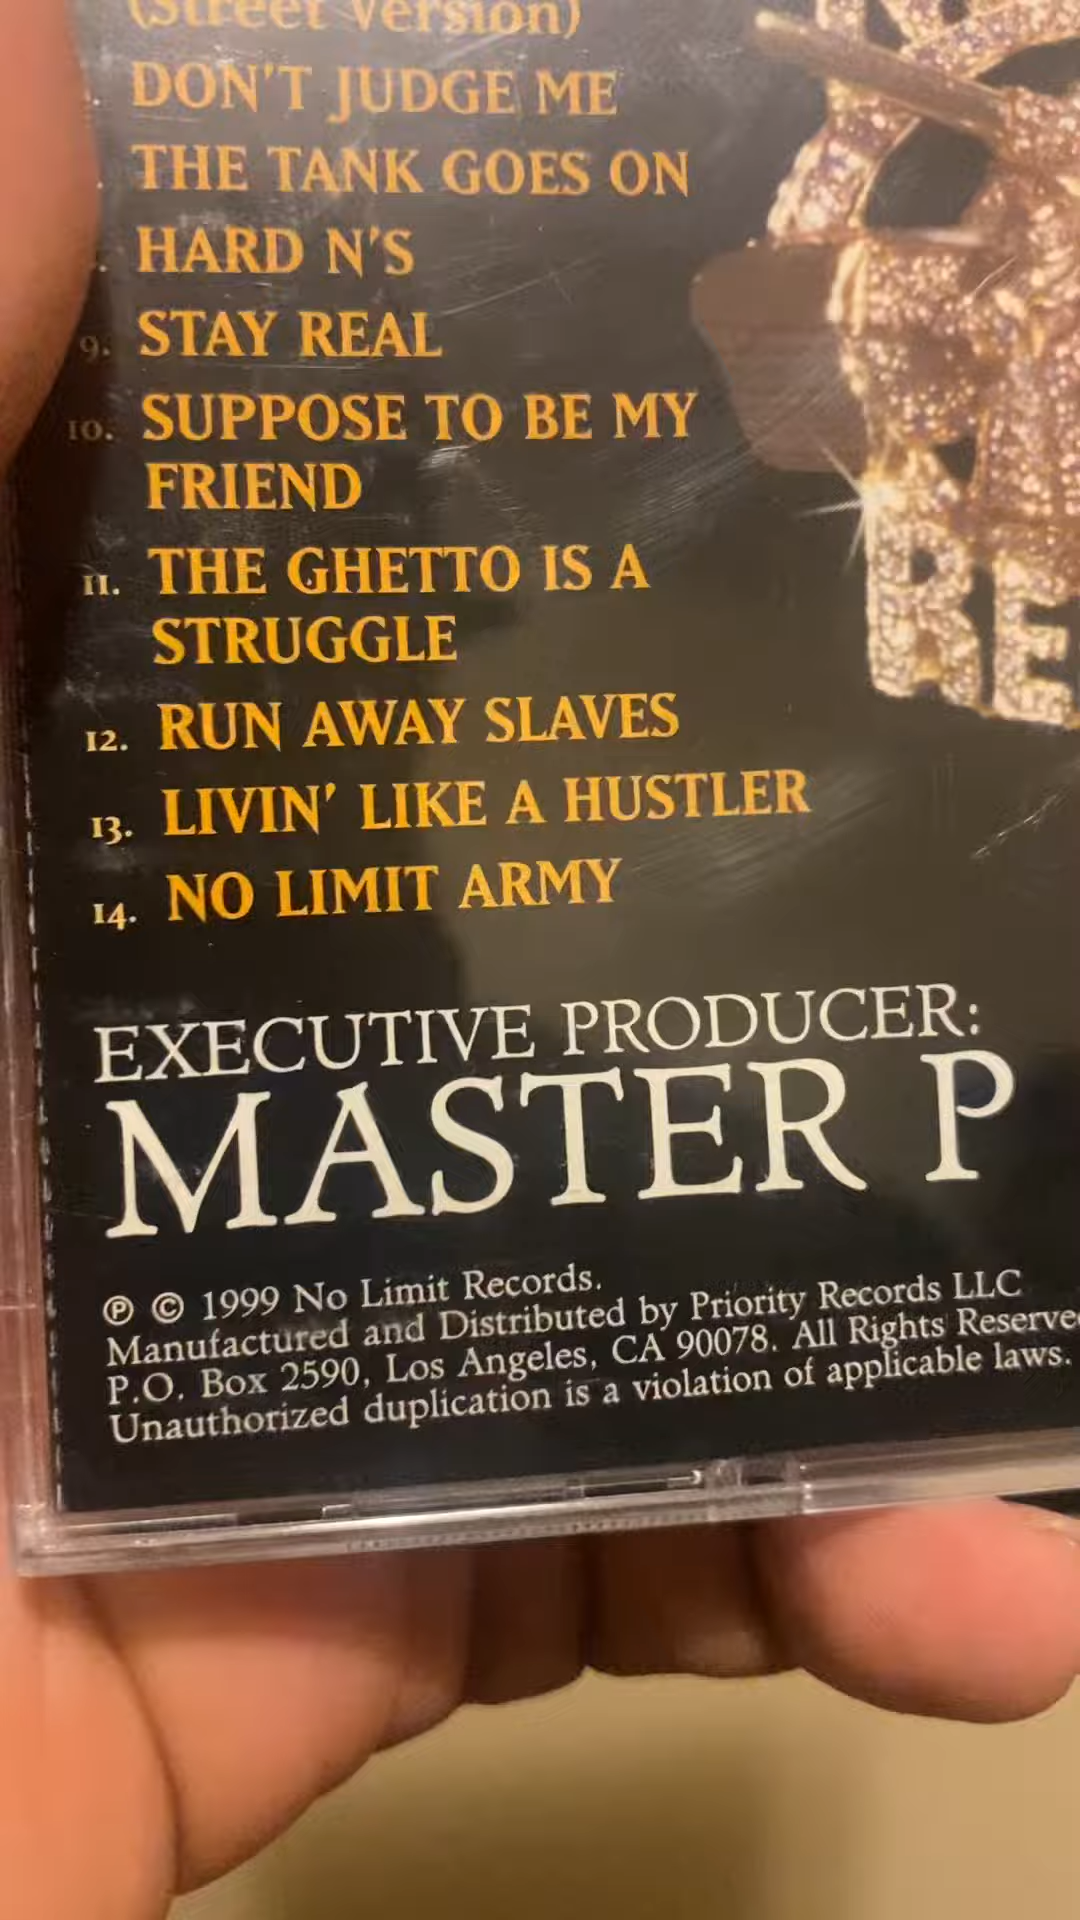 (Street Version)
DON'T JUDGE ME
THE TANK GOES ON
HARD N'S
9. STAY REAL
10. SUPPOSE TO BE MY
FRIEND
11. THE GHETTO IS A
STRUGGLE
12. RUN AWAY SLAVES
13. LIVIN' LIKE A HUSTLER
14. NO LIMIT ARMY
EXECUTIVE PRODUCER:
MASTER P
℗ © 1999 No Limit Records.
Manufactured and Distributed by Priority Records LLC
P.O. Box 2590, Los Angeles, CA 90078. All Rights Reserve
Unauthorized duplication is a violation of applicable laws.
RE